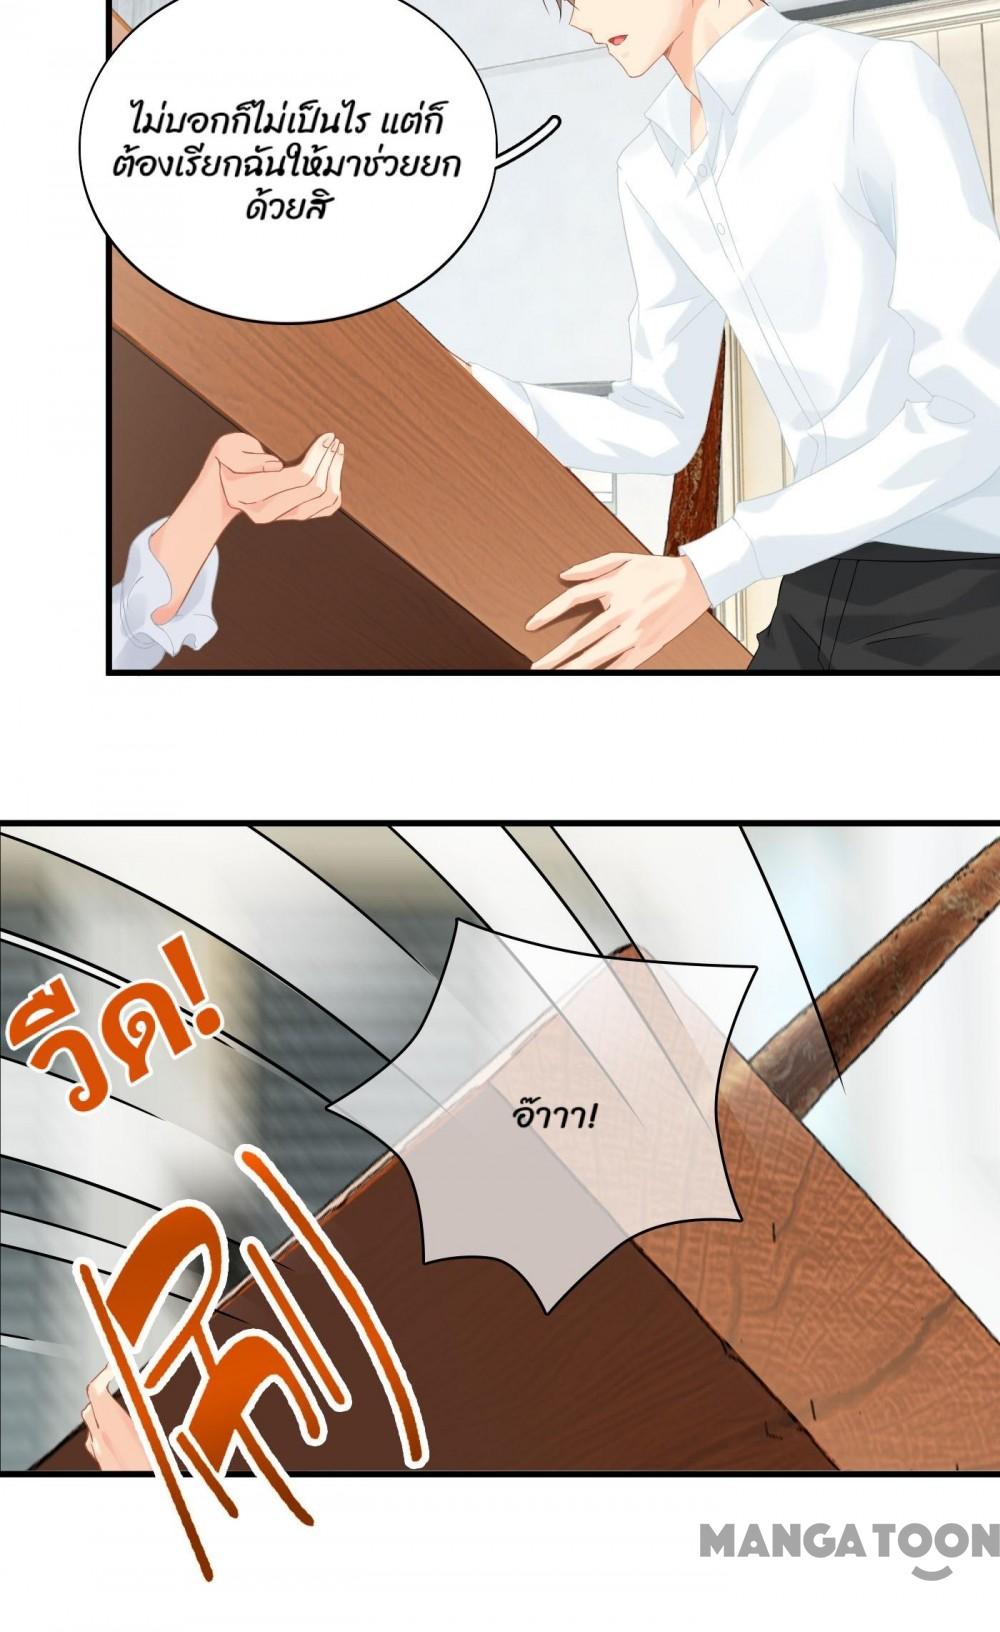 ไม่บอกก็ไม่เป็นไร แต่ก็
ต้องเรียกฉันให้มาช่วยยก
ด้วยสิ
วืด!
อ๊าาา!
MANGATOON